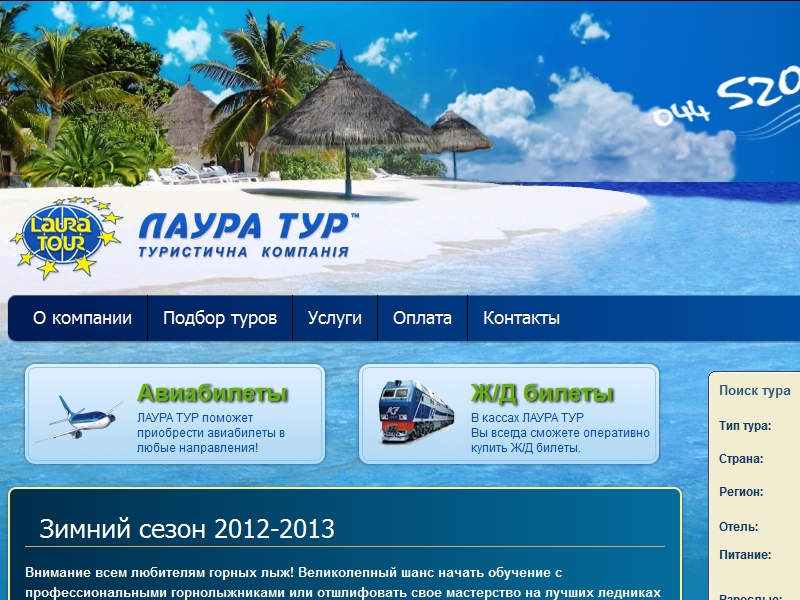 044 520
LAURA
TOUR
ЛАУРА ТУР™
ТУРИСТИЧНА КОМПАНІЯ
О компании
Подбор туров
Услуги
Оплата
Контакты
Авиабилеты
ЛАУРА ТУР поможет
приобрести авиабилеты в
любые направления!
Ж/Д билеты
В кассах ЛАУРА ТУР
Вы всегда сможете оперативно
купить Ж/Д билеты.
Поиск тура
Тип тура:
Страна:
Регион:
Отель:
Питание:
Взрослые:
Зимний сезон 2012-2013
Внимание всем любителям горных лыж! Великолепный шанс начать обучение с
профессиональными горнолыжниками или отшлифовать свое мастерство на лучших ледниках